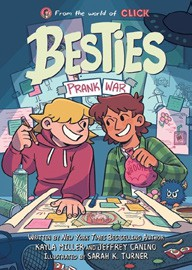 From the world of CLICK
BESTIES
PRANK WAR
WRITTEN BY NEW YORK TIMES BESTSELLING AUTHOR
KAYLA MILLER AND JEFFREY CANINO
ILLUSTRATED BY SARAH K. TURNER